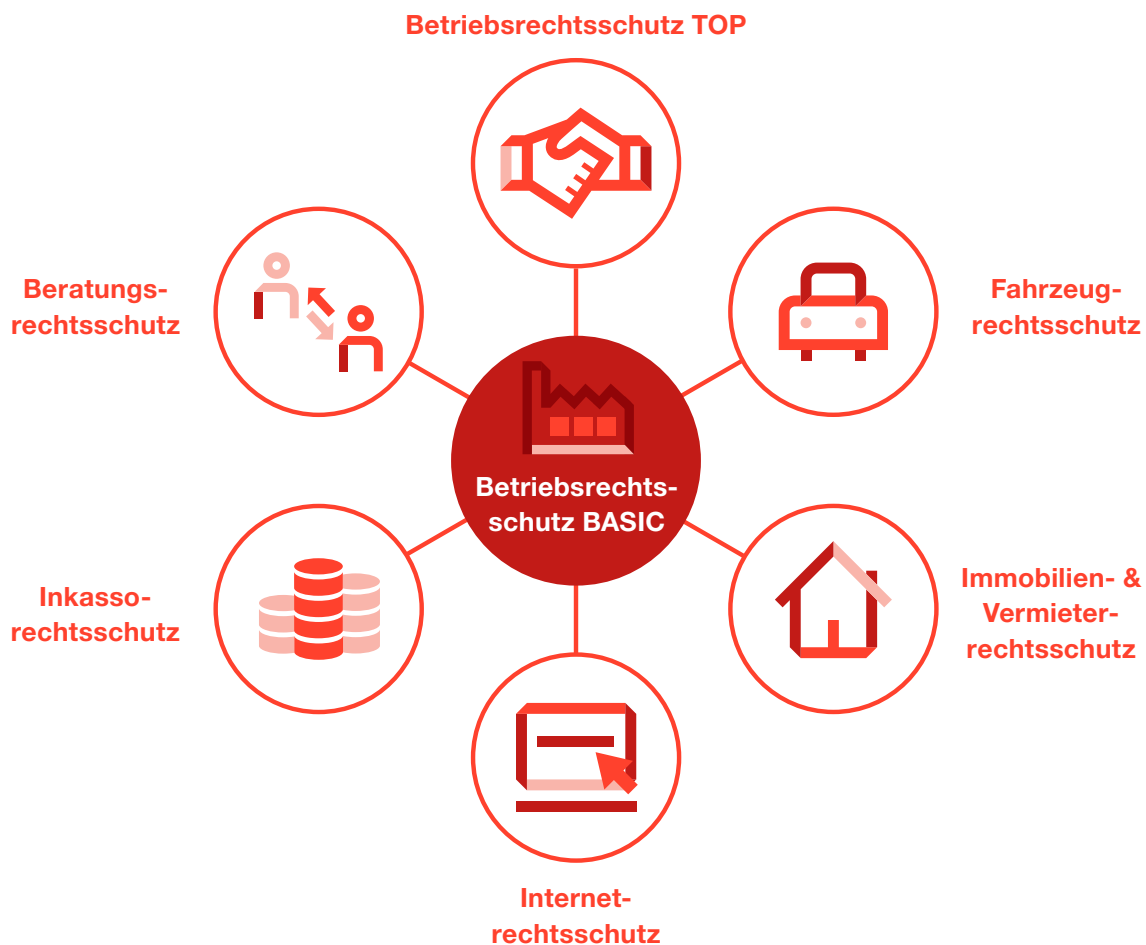 Betriebsrechtsschutz TOP
Beratungs-
rechtsschutz
Fahrzeug-
rechtsschutz
Betriebsrechts-
schutz BASIC
Inkasso-
rechtsschutz
Immobilien- &
Vermieter-
rechtsschutz
Internet-
rechtsschutz